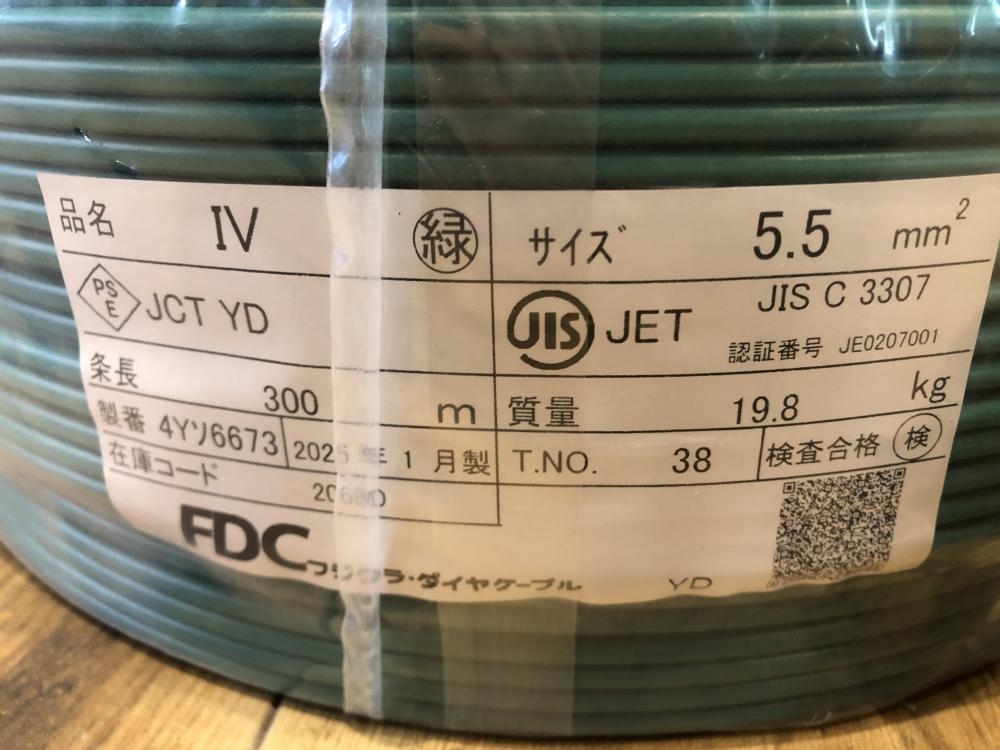 品名 IV 緑 サイズ 5.5 mm²
PSE JCT YD JIS JET JIS C 3307
認証番号 JE0207001
条長 300 m 質量 19.8 kg
製番 4Yソ6673 2025年 1 月製 T.NO. 38 検査合格 検
在庫コード
FDC フジクラ・ダイヤケーブル YD